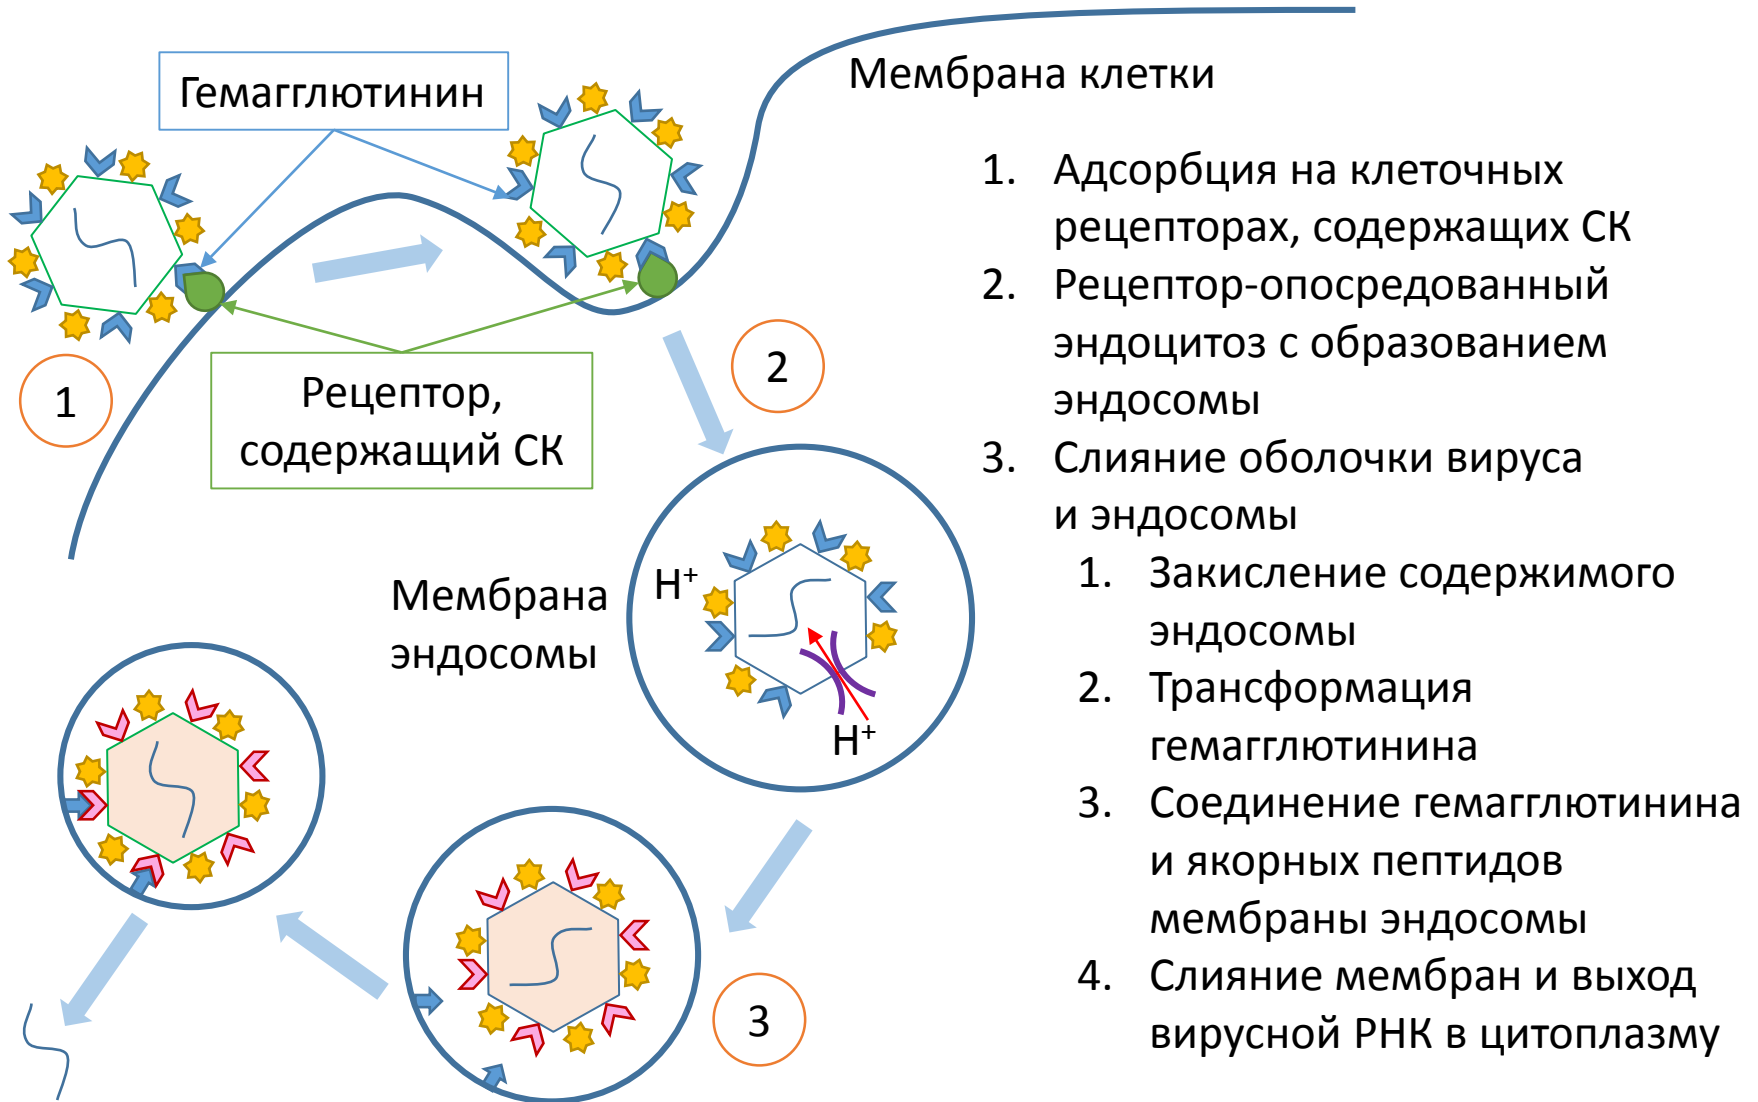 Гемагглютинин
Мембрана клетки
1
Рецептор,
содержащий СК
2
Мембрана
эндосомы
H⁺
H⁺
3
1. Адсорбция на клеточных
рецепторах, содержащих СК
2. Рецептор-опосредованный
эндоцитоз с образованием
эндосомы
3. Слияние оболочки вируса
и эндосомы
1. Закисление содержимого
эндосомы
2. Трансформация
гемагглютинина
3. Соединение гемагглютинина
и якорных пептидов
мембраны эндосомы
4. Слияние мембран и выход
вирусной РНК в цитоплазму